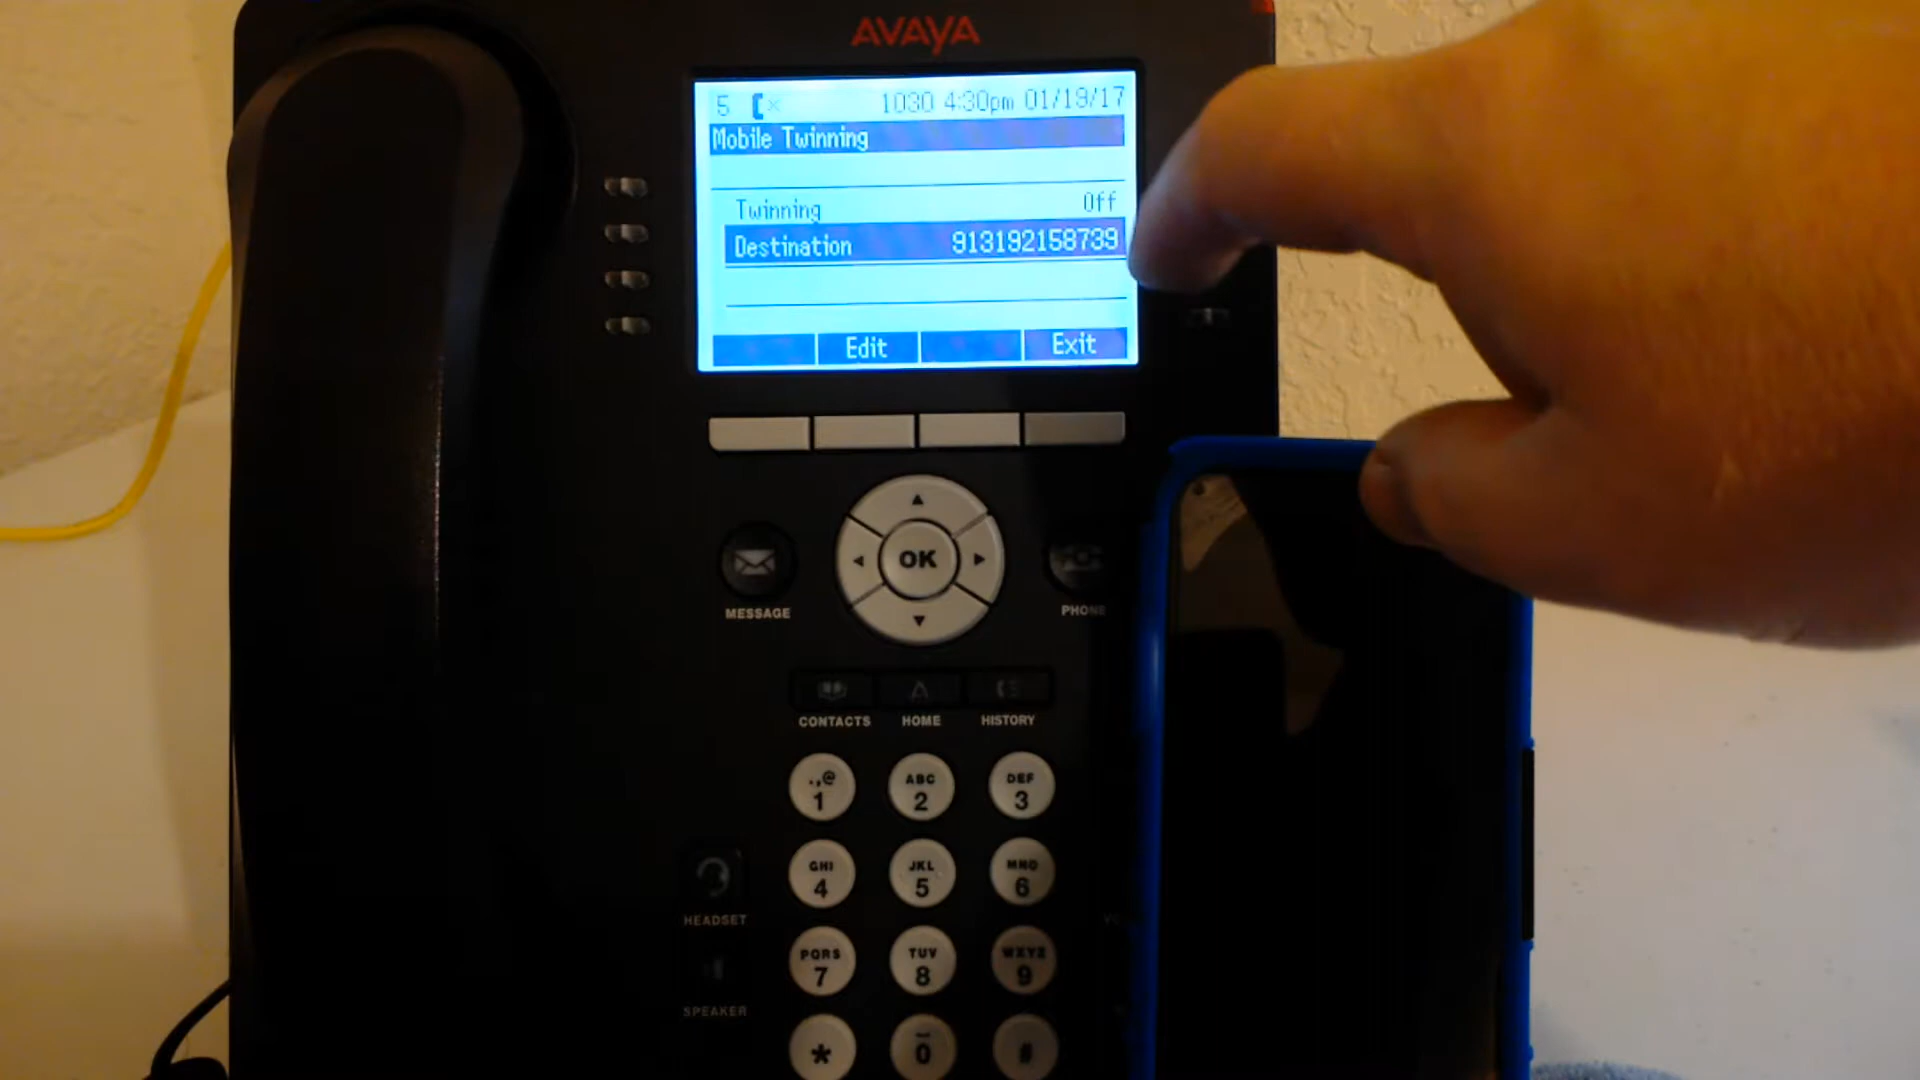 AVAYA
5 1030 4:30pm 01/19/17
Mobile Twinning
Twinning Off
Destination 913192158739
Edit Exit
OK
MESSAGE PHONE
CONTACTS HOME HISTORY
.,@ ABC DEF
1 2 3
GHI JKL MNO
4 5 6
HEADSET
PQRS TUV WXYZ
7 8 9
SPEAKER
* 0 #